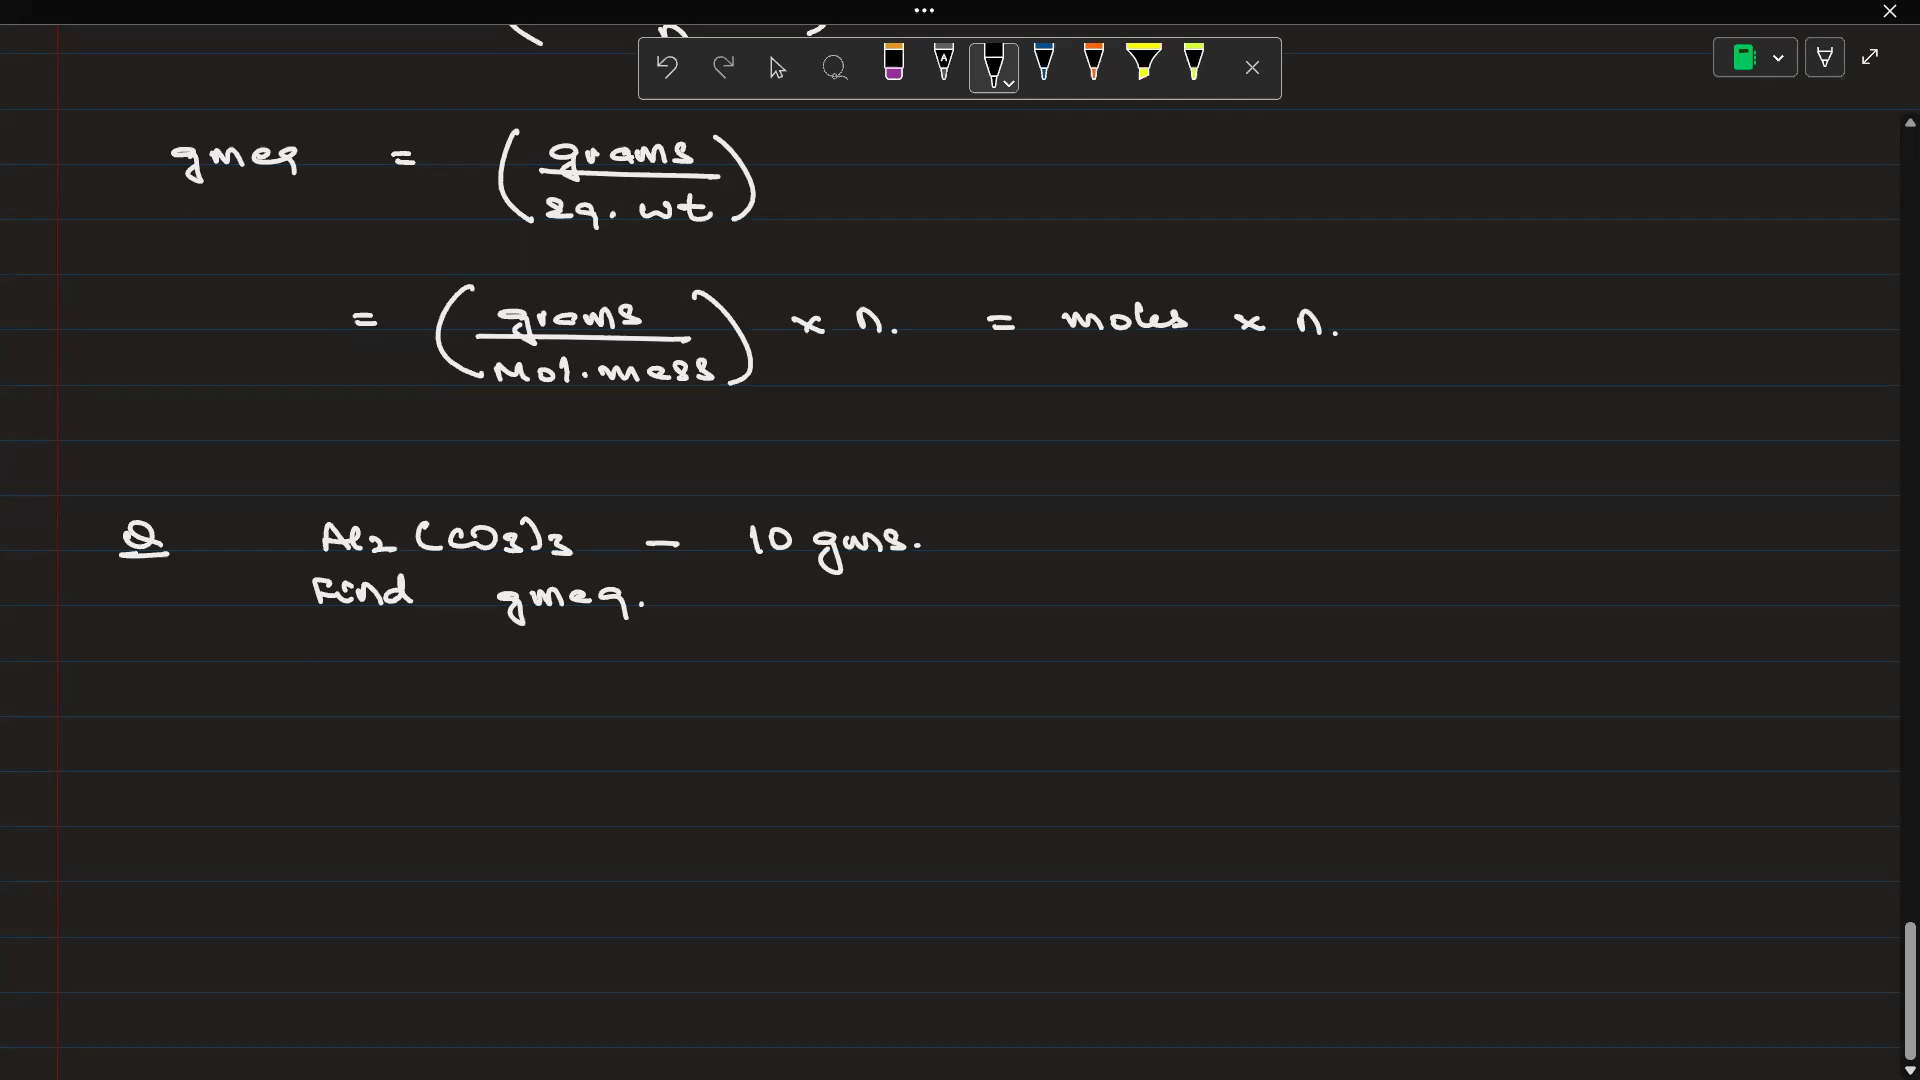 gmeq = (grams / eq. wt)
= (grams / Mol. mass) × n. = moles × n.
Q Al2(CO3)3 — 10 gms.
Find gmeq.